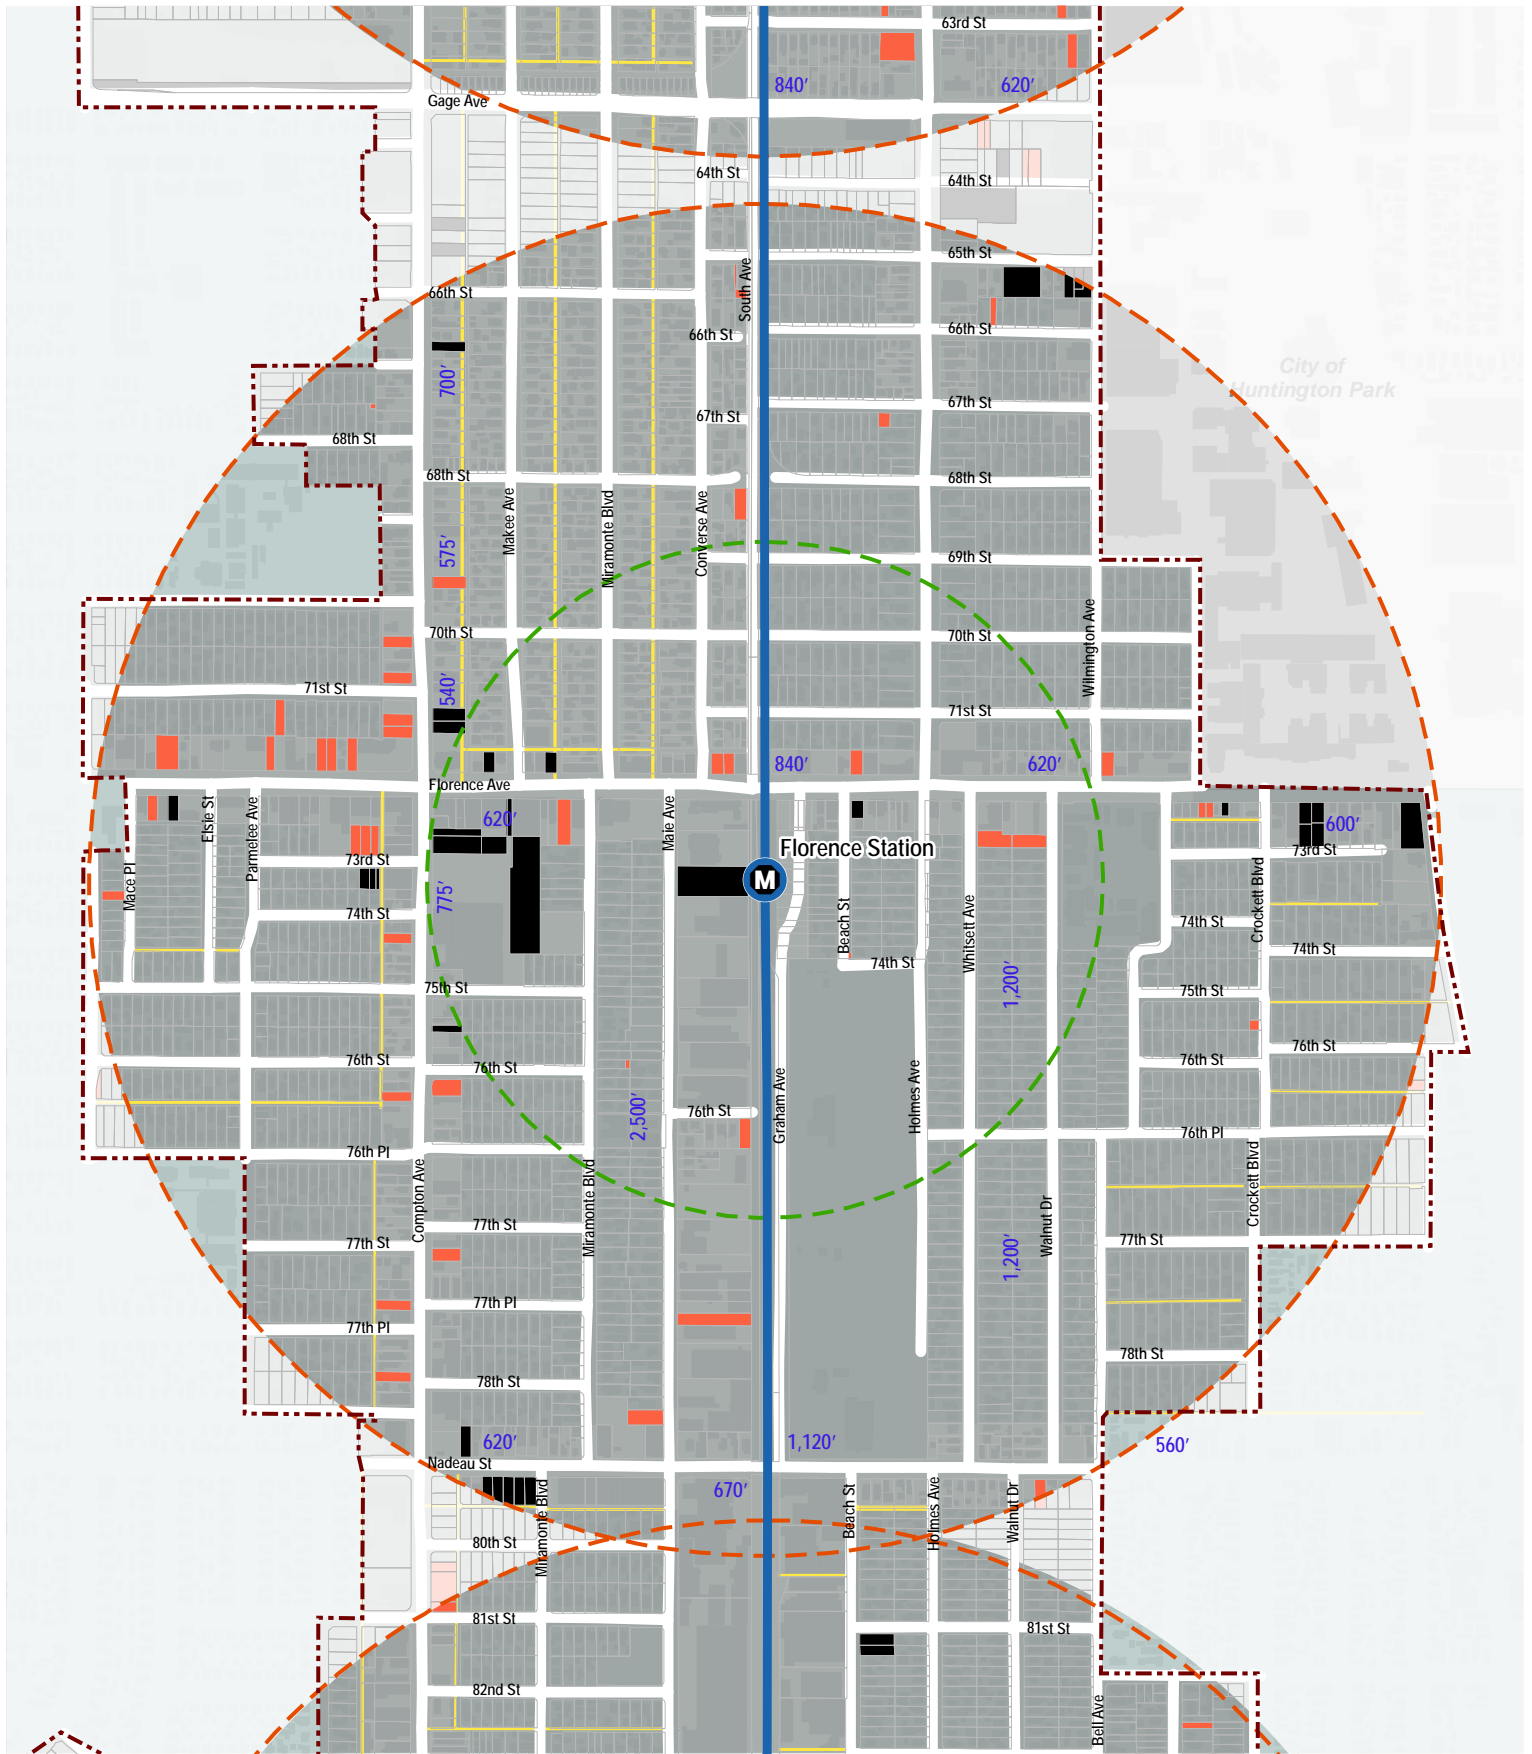 63rd St
840'
620'
Gage Ave
64th St
64th St
65th St
South Ave
66th St
66th St
66th St
City of
Huntington Park
700'
67th St
67th St
68th St
68th St
68th St
Makee Ave
Miramonte Blvd
Converse Ave
575'
69th St
70th St
70th St
Wilmington Ave
540'
71st St
71st St
840'
620'
Florence Ave
620'
Elsie St
Parmelee Ave
Maie Ave
Florence Station
M
600'
73rd St
73rd St
Mace Pl
775'
74th St
Beach St
Whitsett Ave
Crockett Blvd
74th St
74th St
74th St
75th St
1,200'
75th St
76th St
76th St
76th St
76th St
2,500'
76th St
Graham Ave
Holmes Ave
76th Pl
76th Pl
Compton Ave
Miramonte Blvd
Walnut Dr
Crockett Blvd
77th St
77th St
77th St
1,200'
77th Pl
77th Pl
78th St
78th St
620'
1,120'
560'
Nadeau St
670'
Miramonte Blvd
Beach St
Holmes Ave
Walnut Dr
80th St
81st St
81st St
82nd St
Bell Ave